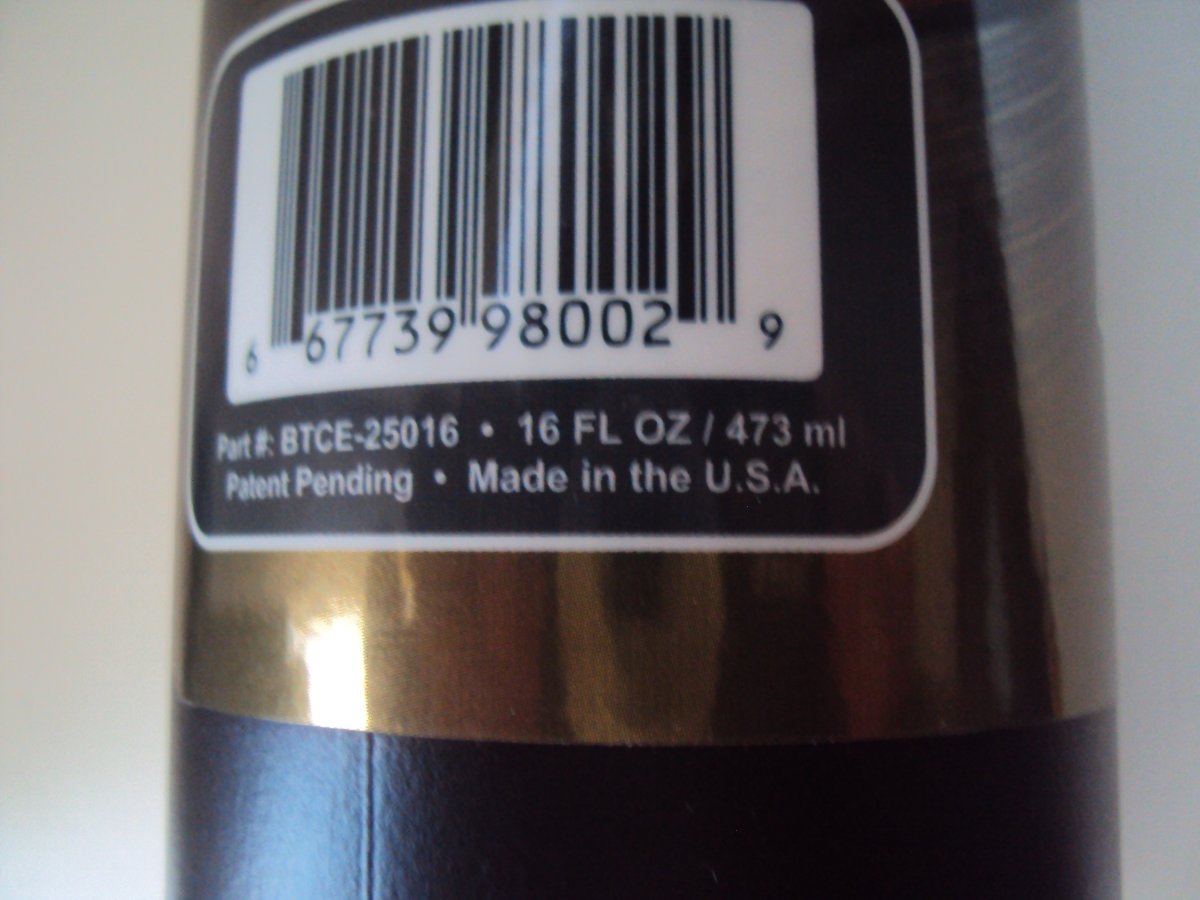 6 67739 98002 9
Part #: BTCE-25016 • 16 FL OZ / 473 ml
Patent Pending • Made in the U.S.A.